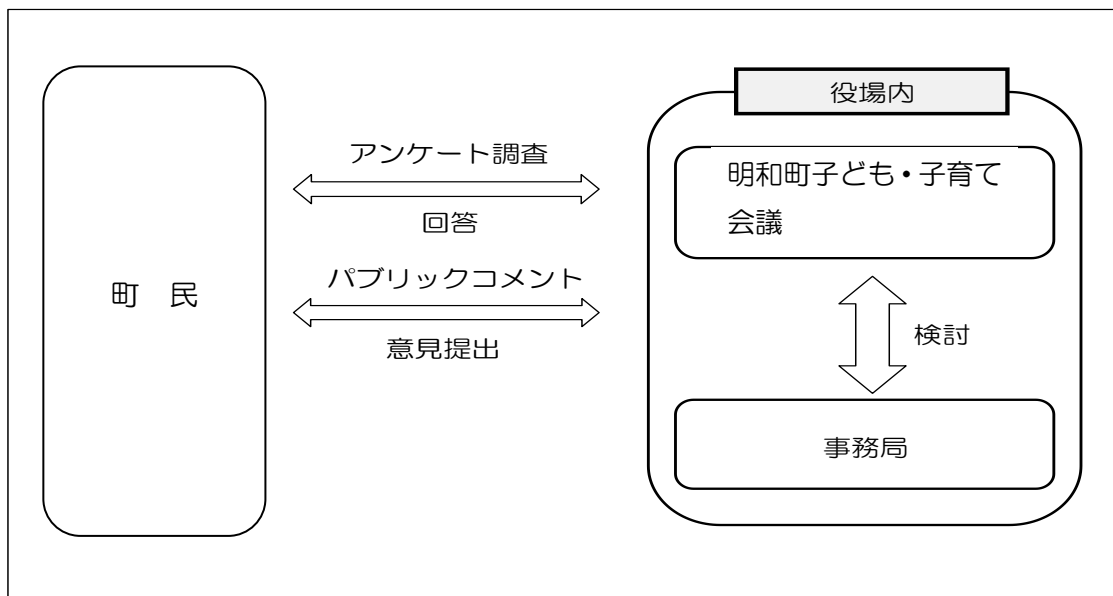 役場内
アンケート調査
明和町子ども・子育て
会議
回答
パブリックコメント
町　民
意見提出
検討
事務局